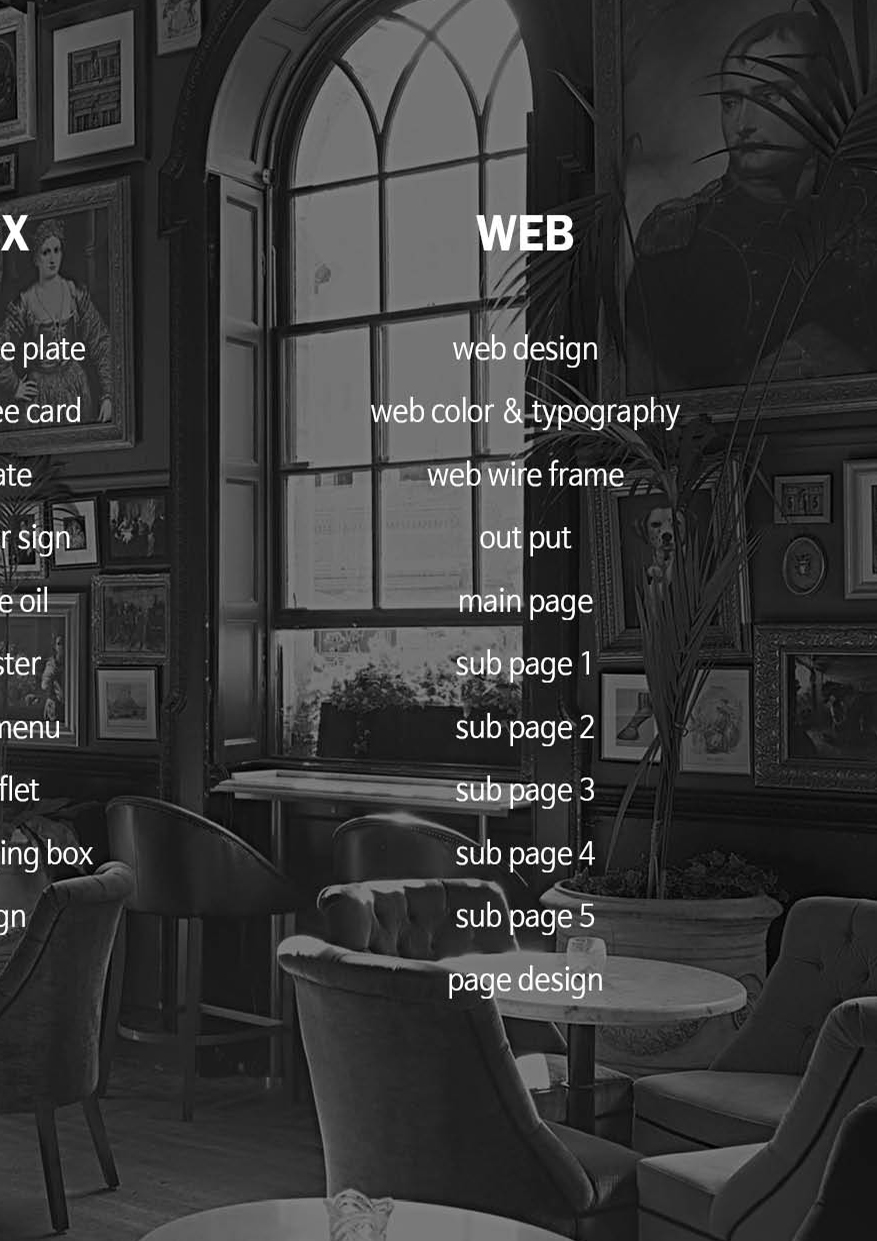 X
e plate
ee card
ate
r sign
e oil
ster
menu
flet
ing box
gn
WEB
web design
web color & typography
web wire frame
out put
main page
sub page 1
sub page 2
sub page 3
sub page 4
sub page 5
page design